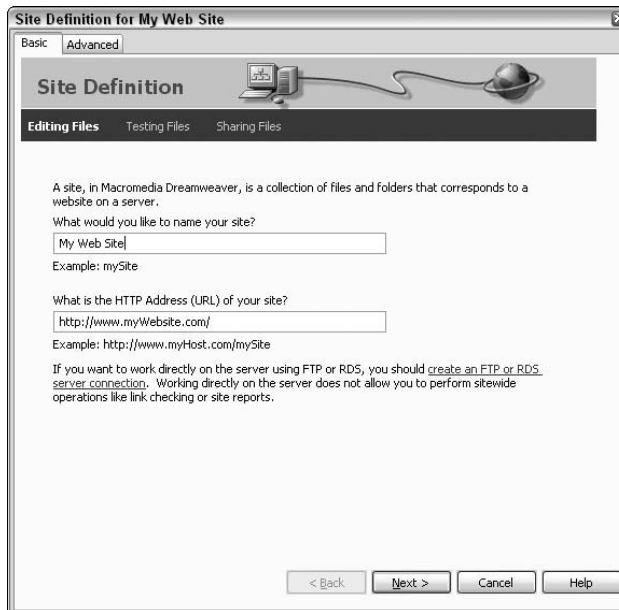 Site Definition for My Web Site
Basic Advanced
Site Definition
Editing Files Testing Files Sharing Files
A site, in Macromedia Dreamweaver, is a collection of files and folders that corresponds to a
website on a server.
What would you like to name your site?
My Web Site
Example: mySite
What is the HTTP Address (URL) of your site?
http://www.myWebsite.com/
Example: http://www.myHost.com/mySite
If you want to work directly on the server using FTP or RDS, you should create an FTP or RDS
server connection. Working directly on the server does not allow you to perform sitewide
operations like link checking or site reports.
< Back Next > Cancel Help